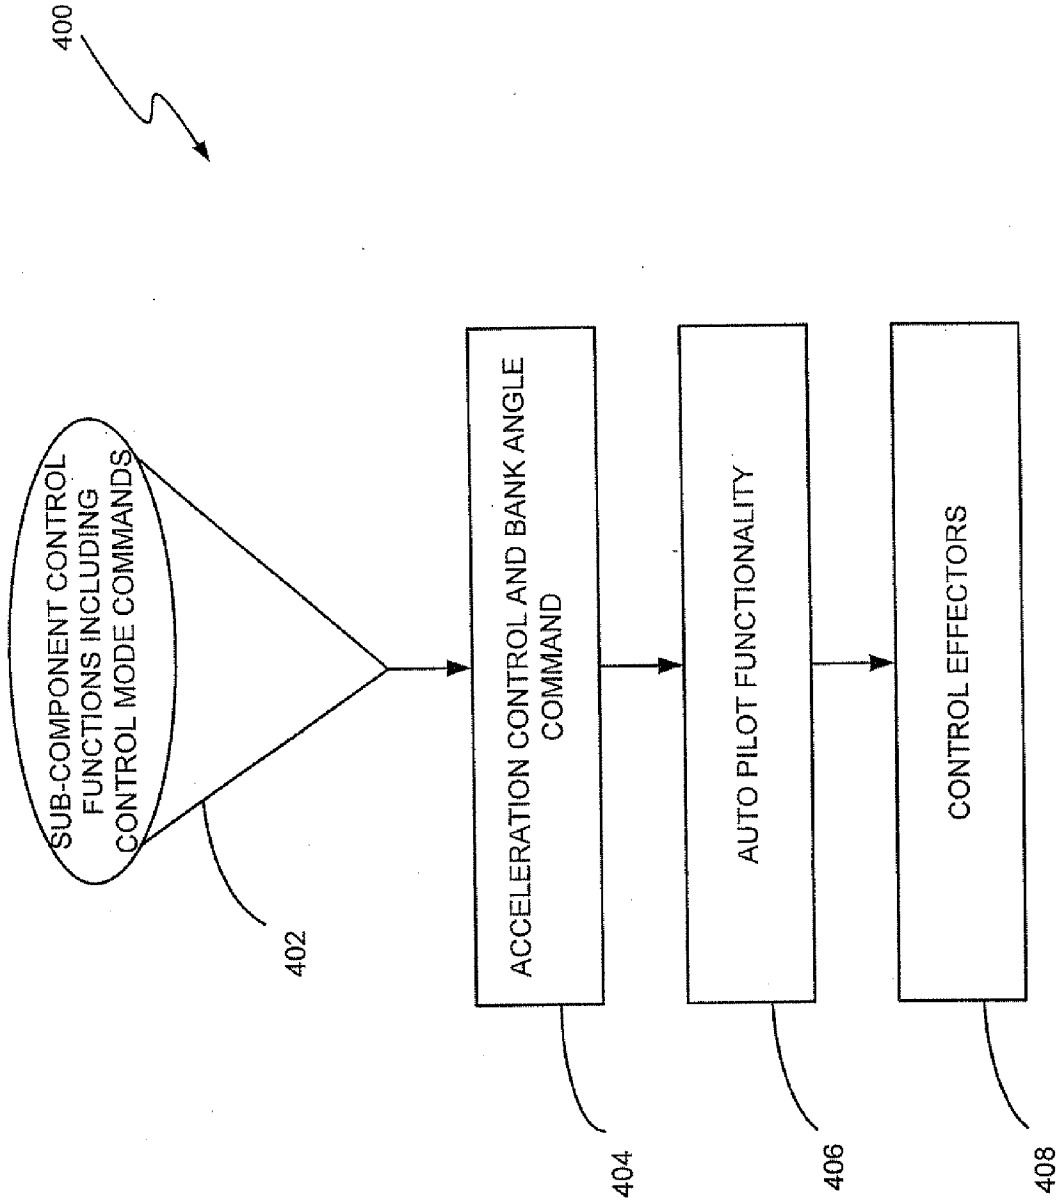 400
SUB-COMPONENT CONTROL
FUNCTIONS INCLUDING
CONTROL MODE COMMANDS
402
ACCELERATION CONTROL AND BANK ANGLE
COMMAND
404
AUTO PILOT FUNCTIONALITY
406
CONTROL EFFECTORS
408